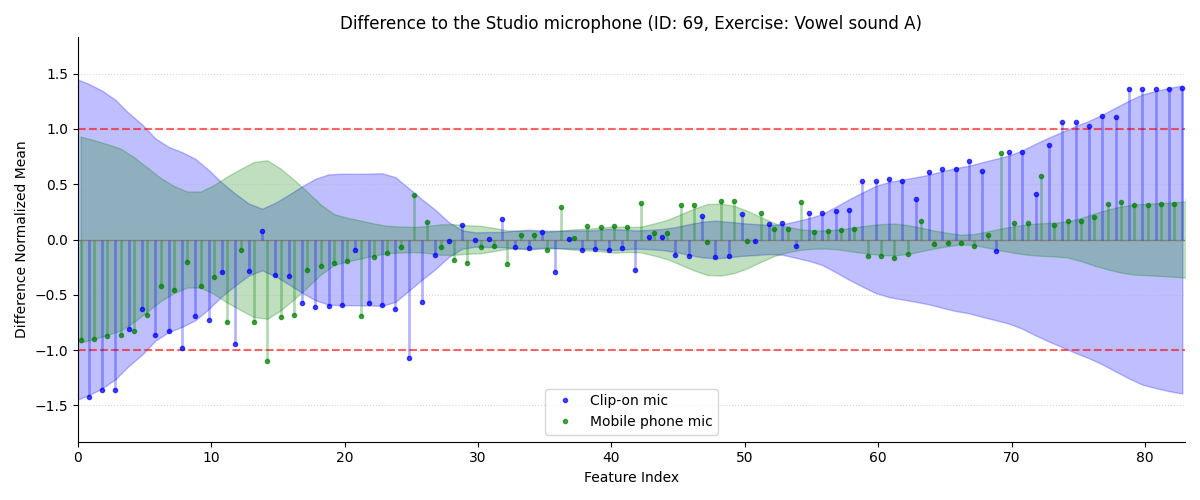 Difference to the Studio microphone (ID: 69, Exercise: Vowel sound A)
Difference Normalized Mean
1.5
1.0
0.5
0.0
−0.5
−1.0
−1.5
Clip-on mic
Mobile phone mic
0 10 20 30 40 50 60 70 80
Feature Index